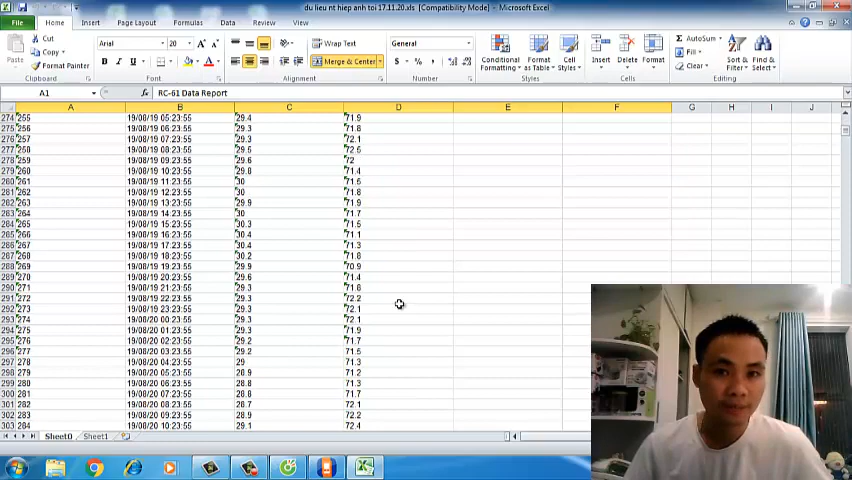 du lieu nt hiep anh toi 17.11.20.xls [Compatibility Mode] - Microsoft Excel
File Home Insert Page Layout Formulas Data Review View
Cut
Copy
Format Painter
Paste
Clipboard
Arial 20
B I U
Font
Wrap Text
Merge & Center
Alignment
General
$ % ,
Number
Conditional Formatting
Format as Table
Cell Styles
Styles
Insert Delete Format
Cells
AutoSum
Fill
Clear
Sort & Filter
Find & Select
Editing
A1 fx RC-61 Data Report
A B C D E F G H I J
274 255 19/08/19 05:23:55 29.4 71.9
275 256 19/08/19 06:23:55 29.3 71.8
276 257 19/08/19 07:23:55 29.3 72.1
277 258 19/08/19 08:23:55 29.5 72.5
278 259 19/08/19 09:23:55 29.6 72
279 260 19/08/19 10:23:55 29.8 71.4
280 261 19/08/19 11:23:55 30 71.5
281 262 19/08/19 12:23:55 30 71.8
282 263 19/08/19 13:23:55 29.9 71.9
283 264 19/08/19 14:23:55 30 71.7
284 265 19/08/19 15:23:55 30.3 71.5
285 266 19/08/19 16:23:55 30.4 71.1
286 267 19/08/19 17:23:55 30.4 71.3
287 268 19/08/19 18:23:55 30.2 71.8
288 269 19/08/19 19:23:55 29.9 70.9
289 270 19/08/19 20:23:55 29.6 71.4
290 271 19/08/19 21:23:55 29.3 71.8
291 272 19/08/19 22:23:55 29.3 72.2
292 273 19/08/19 23:23:55 29.3 72.1
293 274 19/08/20 00:23:55 29.3 72.1
294 275 19/08/20 01:23:55 29.3 71.9
295 276 19/08/20 02:23:55 29.2 71.7
296 277 19/08/20 03:23:55 29.2 71.5
297 278 19/08/20 04:23:55 29 71.3
298 279 19/08/20 05:23:55 28.9 71.2
299 280 19/08/20 06:23:55 28.8 71.3
300 281 19/08/20 07:23:55 28.8 71.7
301 282 19/08/20 08:23:55 28.7 72.1
302 283 19/08/20 09:23:55 28.9 72.2
303 284 19/08/20 10:23:55 29.1 72.4
Sheet0 Sheet1